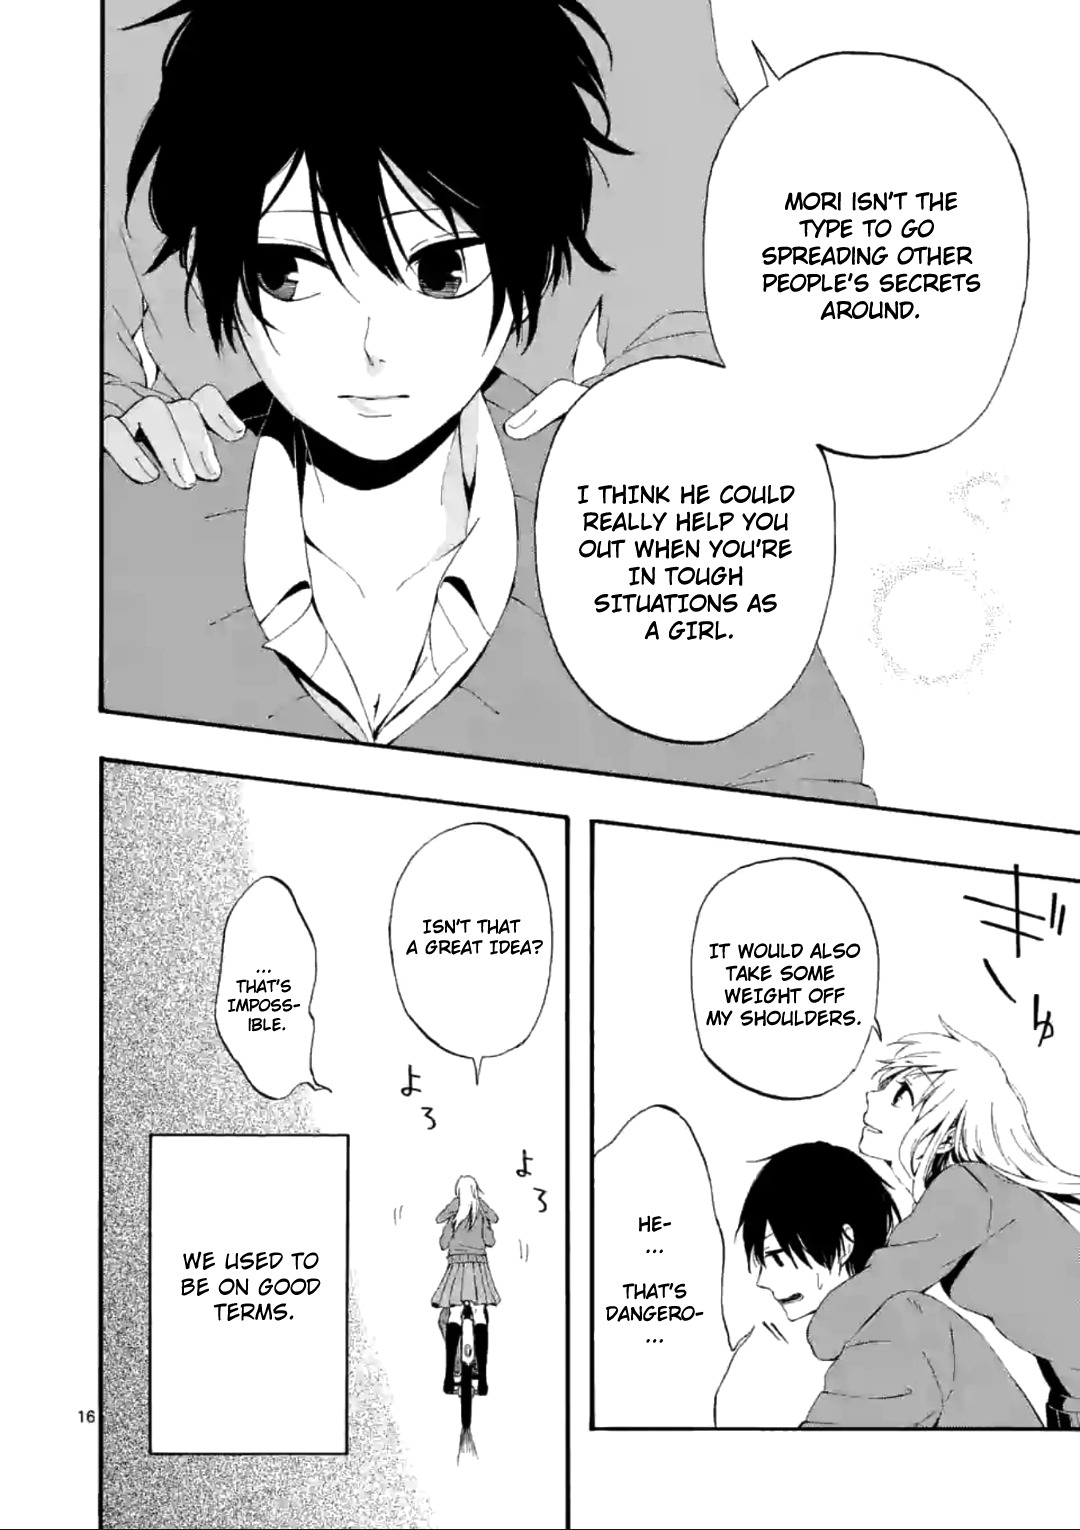 MORI ISN'T THE
TYPE TO GO
SPREADING OTHER
PEOPLE'S SECRETS
AROUND.
I THINK HE COULD
REALLY HELP YOU
OUT WHEN YOU'RE
IN TOUGH
SITUATIONS AS
A GIRL.
IT WOULD ALSO
TAKE SOME
WEIGHT OFF
MY SHOULDERS.
HE-
...
THAT'S
DANGERO-
...
ISN'T THAT
A GREAT IDEA?
...
THAT'S
IMPOSS-
IBLE.
よろ
よろ
WE USED TO
BE ON GOOD
TERMS.
16